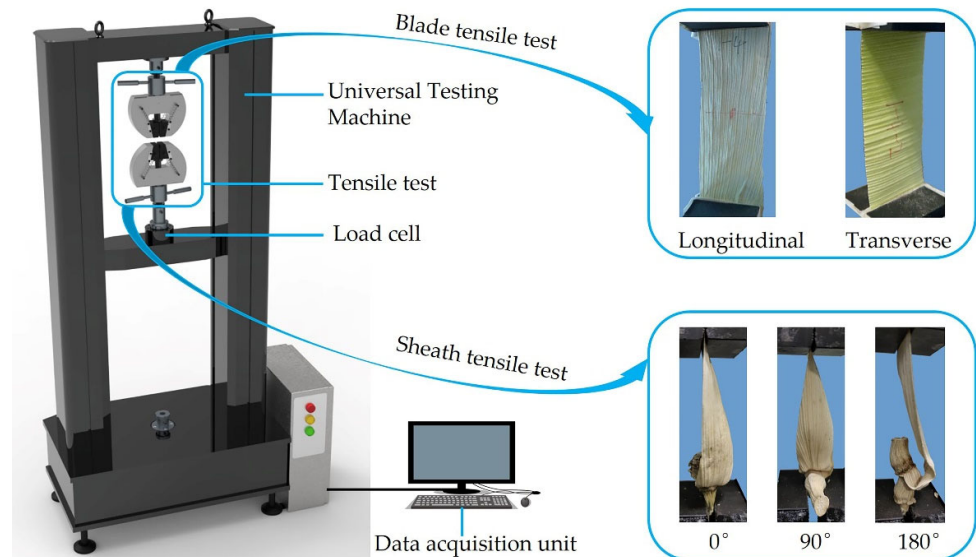 Blade tensile test
Universal Testing
Machine
Tensile test
Load cell
Longitudinal
Transverse
Sheath tensile test
Data acquisition unit
0°
90°
180°